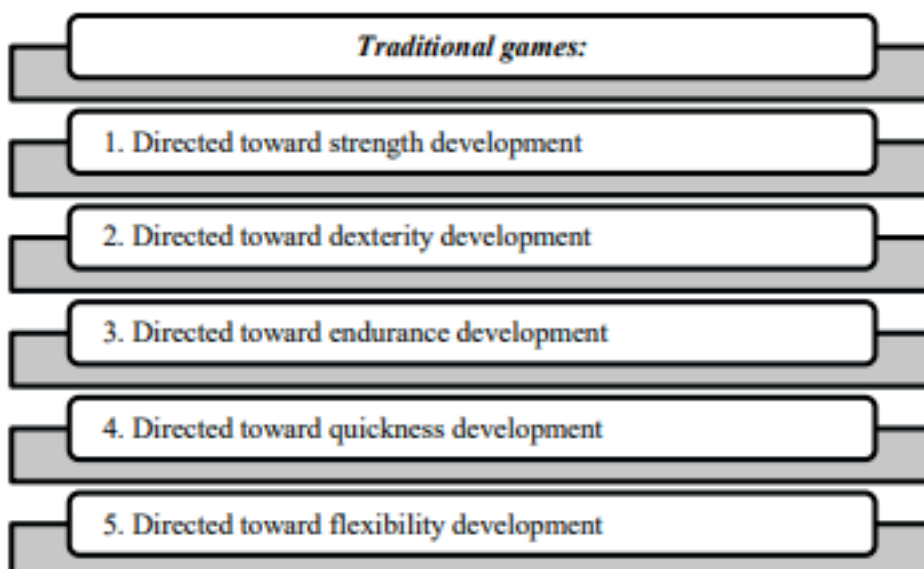 Traditional games:
1. Directed toward strength development
2. Directed toward dexterity development
3. Directed toward endurance development
4. Directed toward quickness development
5. Directed toward flexibility development